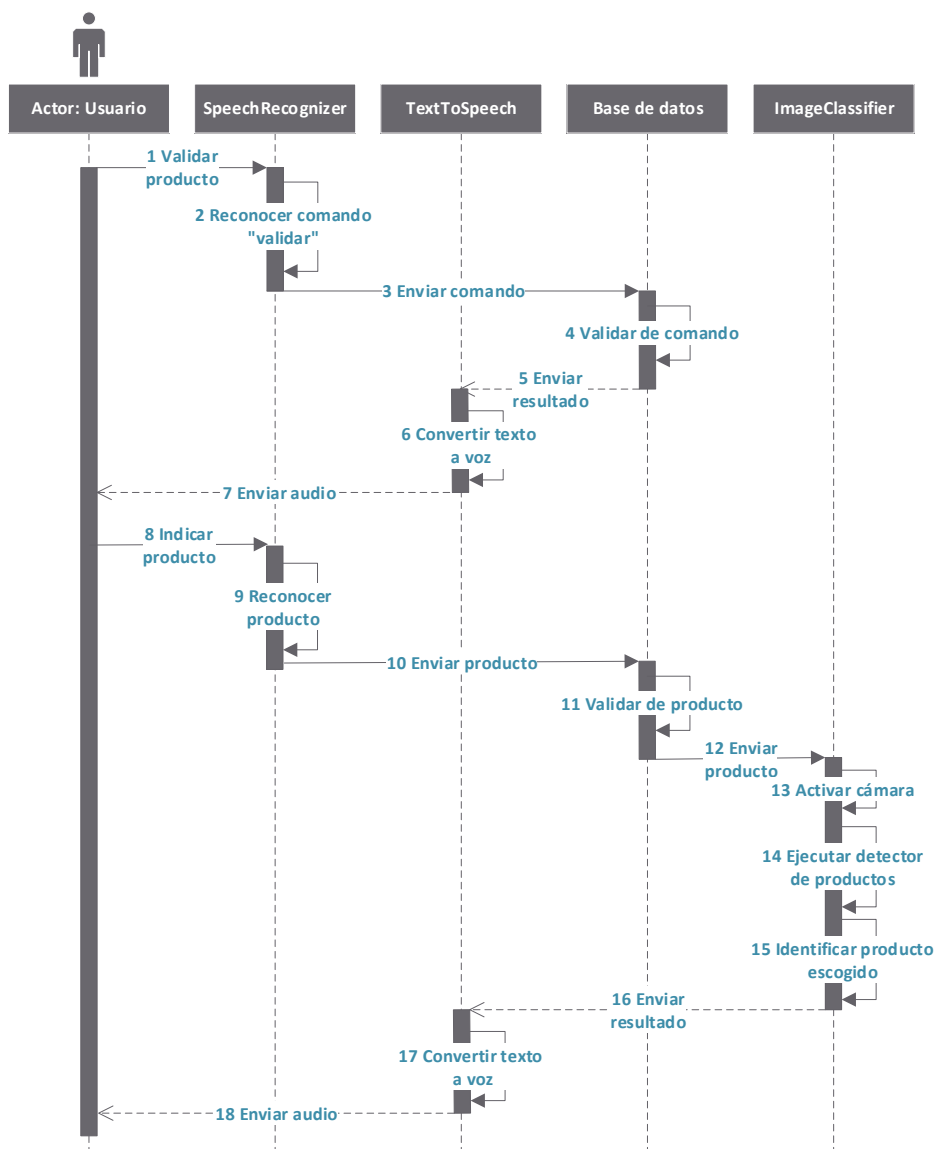 Actor: Usuario
SpeechRecognizer
TextToSpeech
Base de datos
ImageClassifier
1 Validar
producto
2 Reconocer comando
"validar"
3 Enviar comando
4 Validar de comando
5 Enviar
resultado
6 Convertir texto
a voz
7 Enviar audio
8 Indicar
producto
9 Reconocer
producto
10 Enviar producto
11 Validar de producto
12 Enviar
producto
13 Activar cámara
14 Ejecutar detector
de productos
15 Identificar producto
escogido
16 Enviar
resultado
17 Convertir texto
a voz
18 Enviar audio